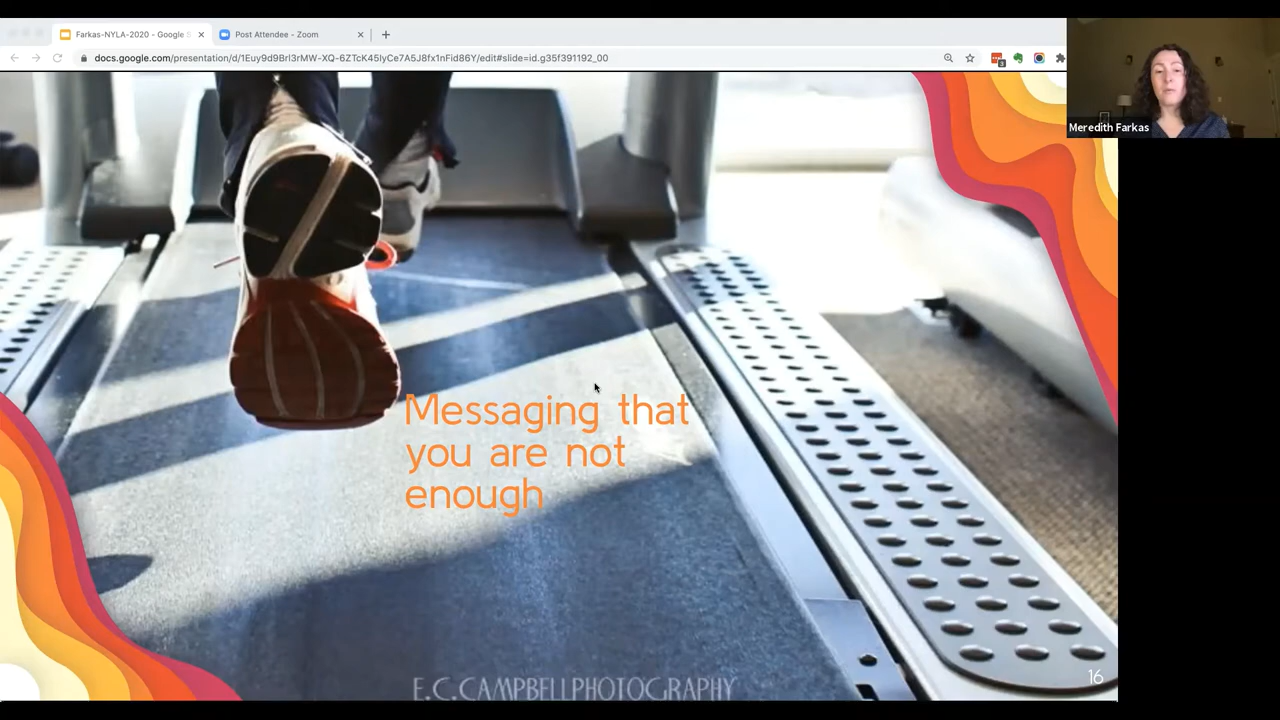 Farkas-NYLA-2020 - Google S
Post Attendee - Zoom
docs.google.com/presentation/d/1Euy9d9Brl3rMW-XQ-6ZTcK45IyCe7A5J8fx1nFid86Y/edit#slide=id.g35f391192_00
Meredith Farkas
Messaging that
you are not
enough
E.C.CAMPBELLPHOTOGRAPHY
16